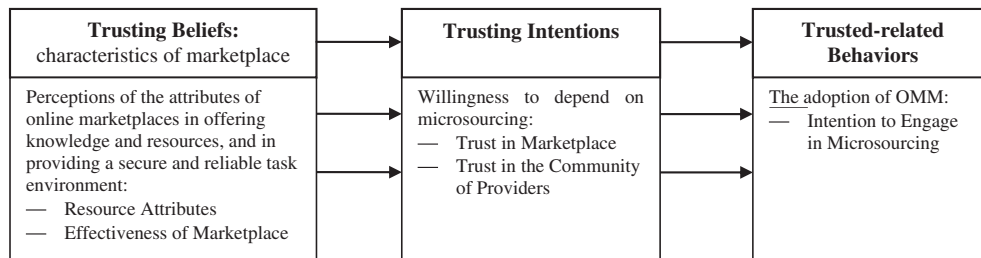 Trusting Beliefs:
characteristics of marketplace
Perceptions of the attributes of
online marketplaces in offering
knowledge and resources, and in
providing a secure and reliable task
environment:
— Resource Attributes
— Effectiveness of Marketplace
Trusting Intentions
Willingness to depend on
microsourcing:
— Trust in Marketplace
— Trust in the Community
of Providers
Trusted-related
Behaviors
The adoption of OMM:
— Intention to Engage
in Microsourcing